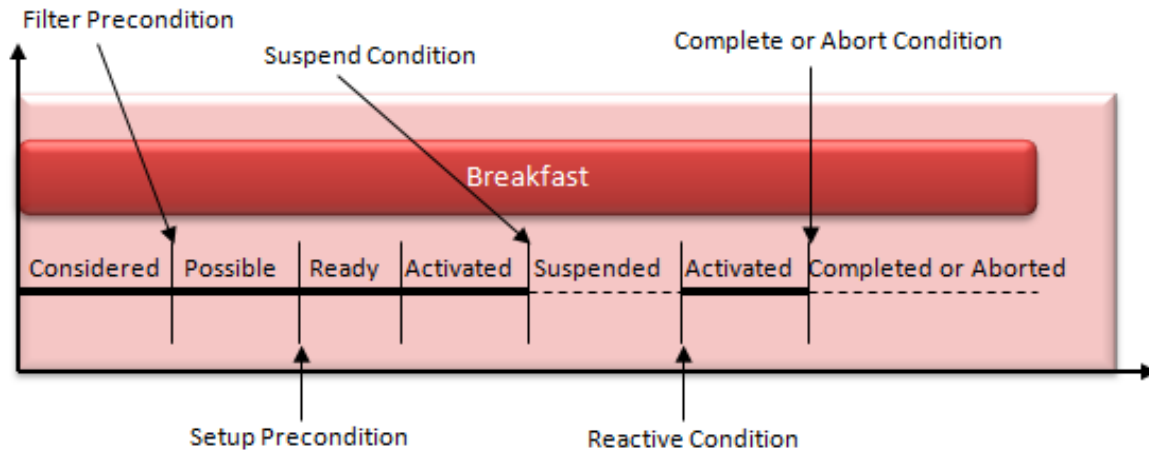 Filter Precondition
Suspend Condition
Complete or Abort Condition
Breakfast
Considered Possible Ready Activated Suspended Activated Completed or Aborted
Setup Precondition
Reactive Condition